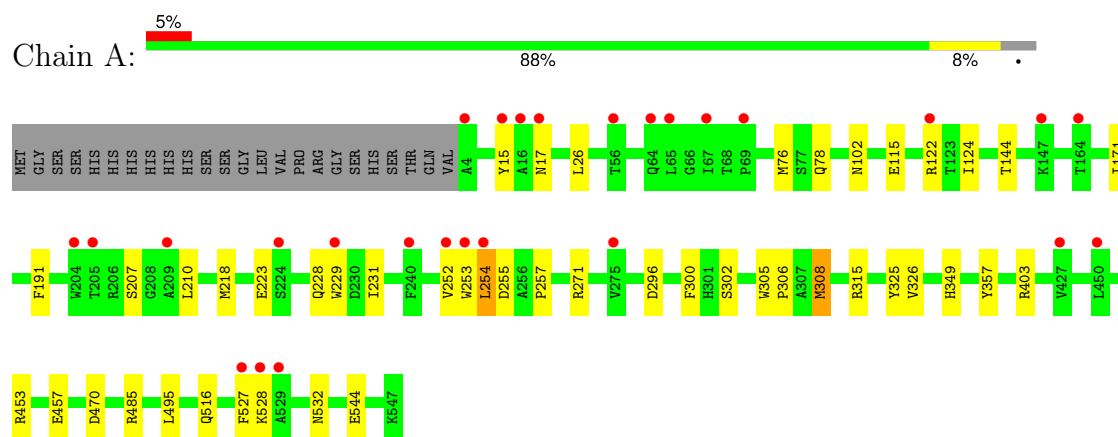 5%
Chain A:
88% 8% •
MET GLY SER SER HIS HIS HIS HIS HIS HIS SER SER GLY LEU VAL PRO ARG GLY SER HIS SER THR GLN VAL A4 Y15 A16 N17 L26 T56 Q64 L65 G66 I67 T68 P69 M76 S77 Q78 N102 E115 R122 T123 I124 T144 K147 T164
F191 W204 T205 R206 S207 G208 A209 L210 M218 E223 S224 Q228 W229 D230 I231 F240 V252 W253 L254 D255 A256 P257 R271 V275 D296 F300 H301 S302 W305 P306 A307 M308 R315 Y325 V326 H349 Y357 R403 V427 L450
R453 E457 D470 R485 L495 Q516 F527 K528 A529 N532 E544 K547